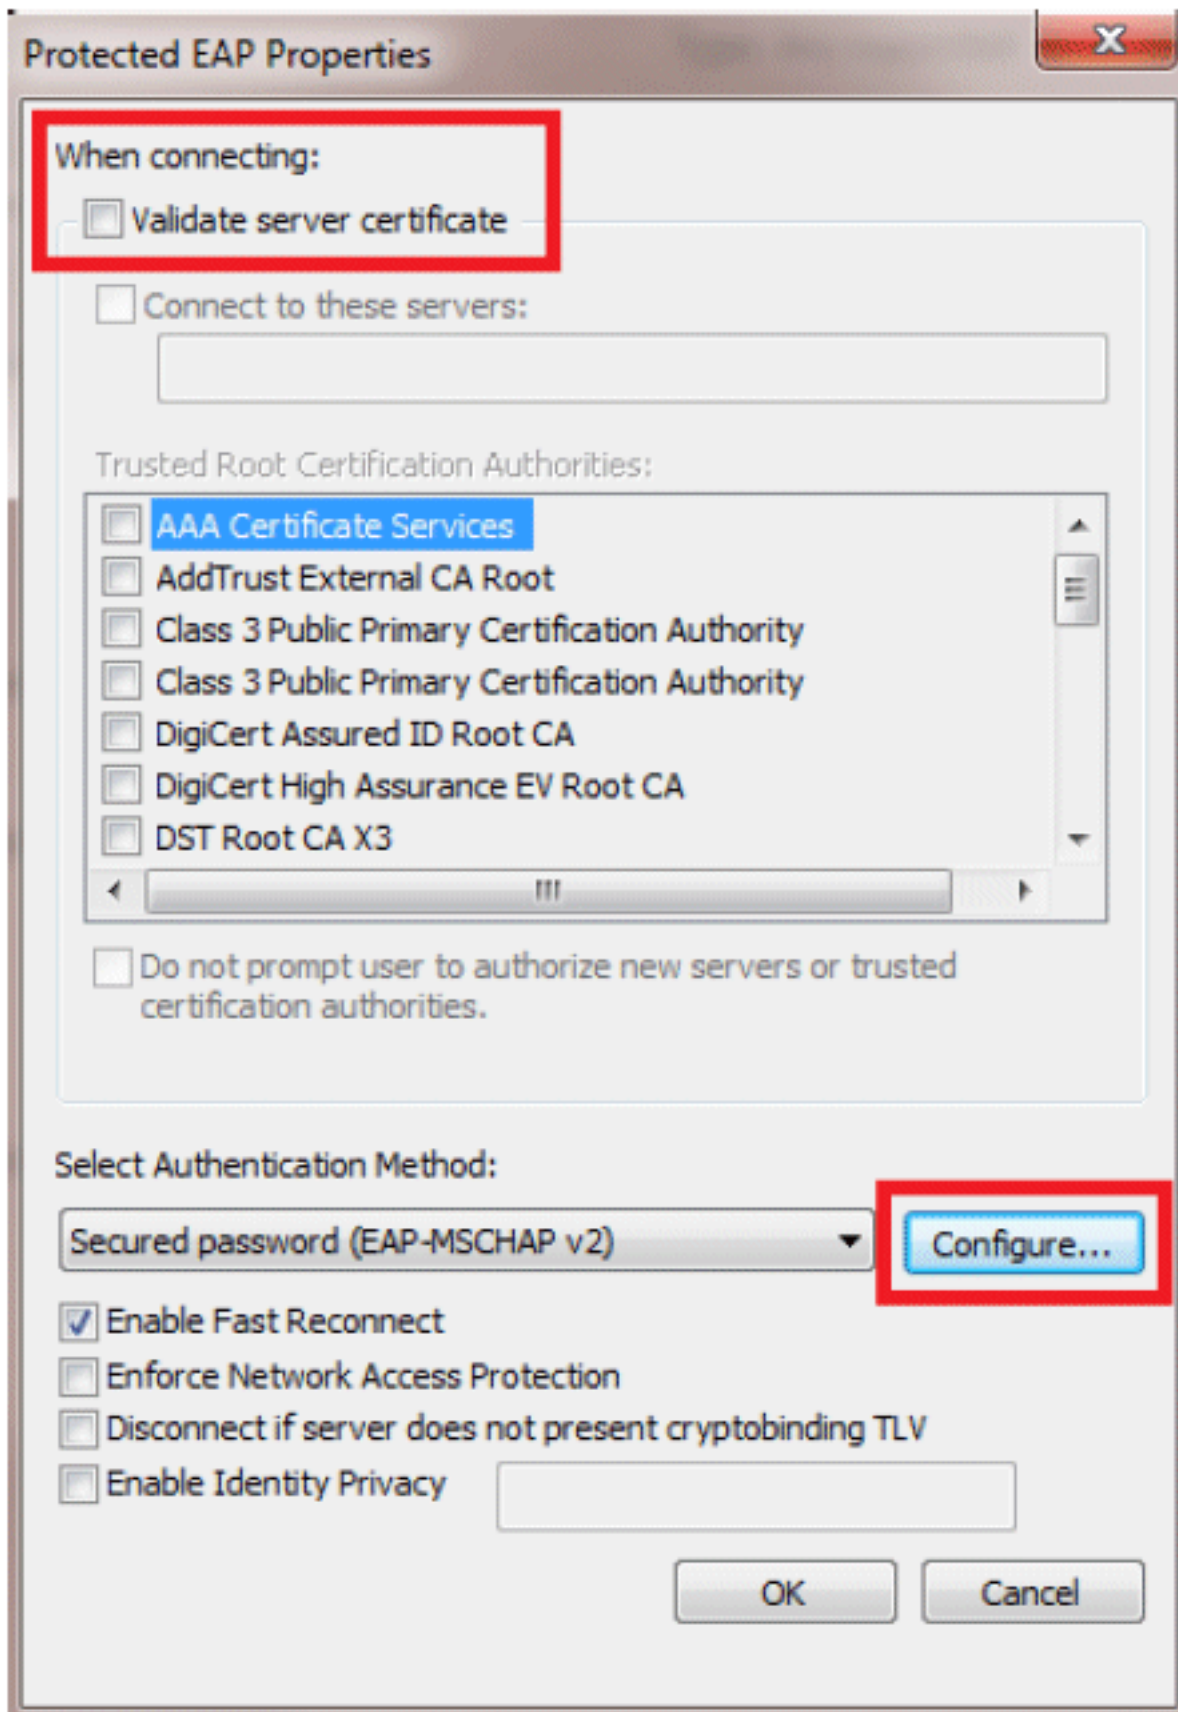 Protected EAP Properties
When connecting:
Validate server certificate
Connect to these servers:
Trusted Root Certification Authorities:
AAA Certificate Services
AddTrust External CA Root
Class 3 Public Primary Certification Authority
Class 3 Public Primary Certification Authority
DigiCert Assured ID Root CA
DigiCert High Assurance EV Root CA
DST Root CA X3
Do not prompt user to authorize new servers or trusted
certification authorities.
Select Authentication Method:
Secured password (EAP-MSCHAP v2)
Configure...
Enable Fast Reconnect
Enforce Network Access Protection
Disconnect if server does not present cryptobinding TLV
Enable Identity Privacy
OK
Cancel